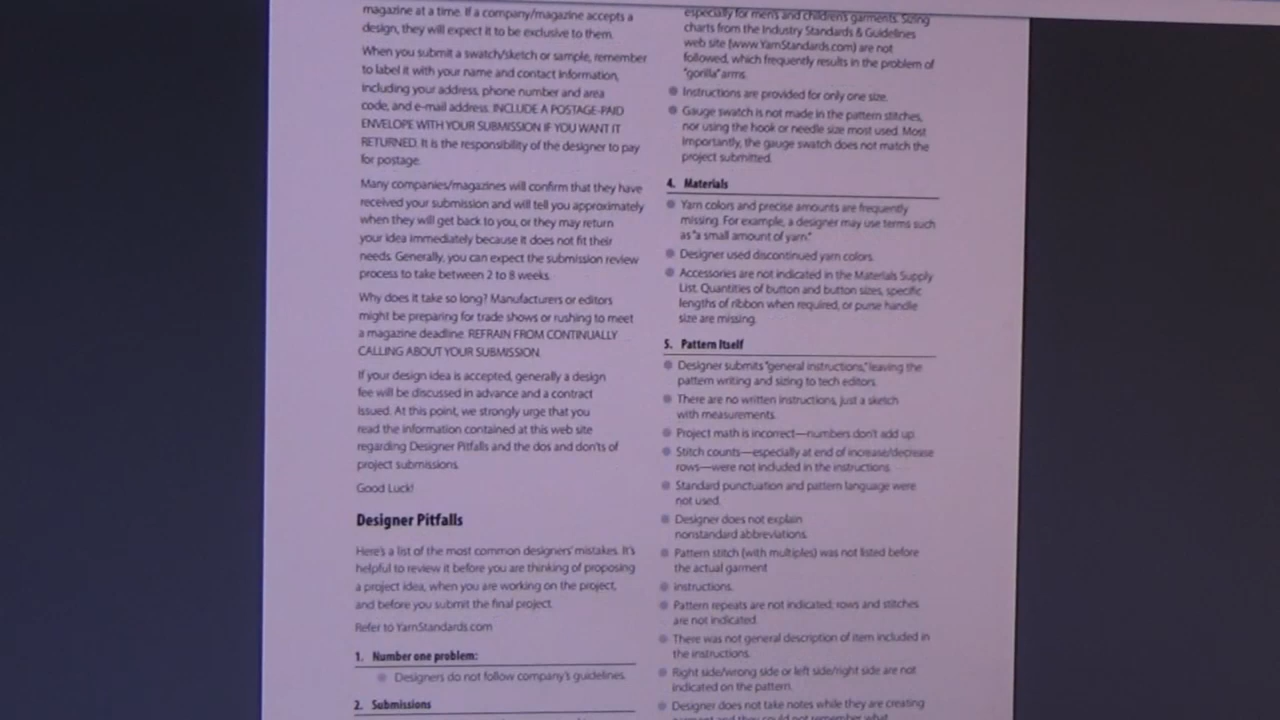 magazine at a time. If a company/magazine accepts a
design, they will expect it to be exclusive to them.
When you submit a swatch/sketch or sample, remember
to label it with your name and contact information,
including your address, phone number and area
code, and e-mail address. INCLUDE A POSTAGE-PAID
ENVELOPE WITH YOUR SUBMISSION IF YOU WANT IT
RETURNED. It is the responsibility of the designer to pay
for postage.
Many companies/magazines will confirm that they have
received your submission and will tell you approximately
when they will get back to you, or they may return
your idea immediately because it does not fit their
needs. Generally, you can expect the submission review
process to take between 2 to 8 weeks.
Why does it take so long? Manufacturers or editors
might be preparing for trade shows or rushing to meet
a magazine deadline. REFRAIN FROM CONTINUALLY
CALLING ABOUT YOUR SUBMISSION.
If your design idea is accepted, generally a design
fee will be discussed in advance and a contract
issued. At this point, we strongly urge that you
read the information contained at this web site
regarding Designer Pitfalls and the dos and don'ts of
project submissions.
Good Luck!
Designer Pitfalls
Here's a list of the most common designers' mistakes. It's
helpful to review it before you are thinking of proposing
a project idea, when you are working on the project,
and before you submit the final project.
Refer to YarnStandards.com
1. Number one problem:
Designers do not follow company's guidelines.
2. Submissions
especially for men's and children's garments. Sizing
charts from the Industry Standards & Guidelines
web site (www.YarnStandards.com) are not
followed, which frequently results in the problem of
"gorilla" arms.
Instructions are provided for only one size.
Gauge swatch is not made in the pattern stitches,
nor using the hook or needle size most used. Most
importantly, the gauge swatch does not match the
project submitted.
4. Materials
Yarn colors and precise amounts are frequently
missing. For example, a designer may use terms such
as "a small amount of yarn."
Designer used discontinued yarn colors.
Accessories are not indicated in the Materials Supply
List. Quantities of button and button sizes, specific
lengths of ribbon when required, or purse handle
size are missing.
5. Pattern Itself
Designer submits "general instructions," leaving the
pattern writing and sizing to tech editors.
There are no written instructions, just a sketch
with measurements.
Project math is incorrect—numbers don't add up.
Stitch counts—especially at end of increase/decrease
rows—were not included in the instructions.
Standard punctuation and pattern language were
not used.
Designer does not explain
nonstandard abbreviations.
Pattern stitch (with multiples) was not listed before
the actual garment
instructions.
Pattern repeats are not indicated; rows and stitches
are not indicated.
There was not general description of item included in
the instructions.
Right side/wrong side or left side/right side are not
indicated on the pattern.
Designer does not take notes while they are creating
garment and they could not remember what